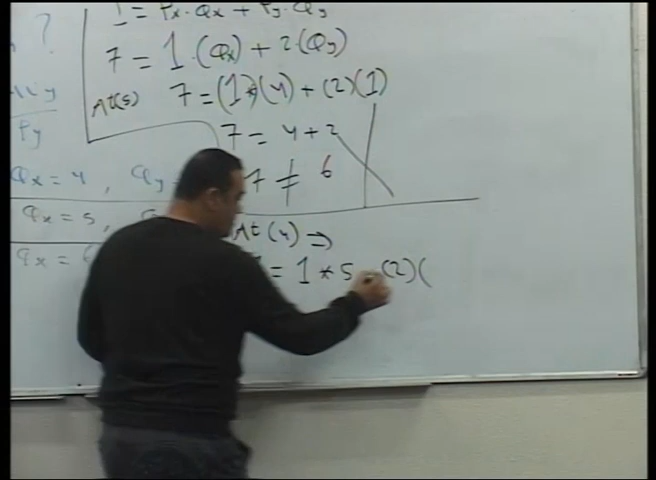 I = Px . Qx + Py . Qy
7 = 1 . (Qx) + 2 . (Qy)
At(5) 7 = (1*)(4) + (2)(1)
7 = 4 + 2
7 ≠ 6
Py
Qx = 4 , Qy
Qx = 5 ,
Qx =
At (4) ⇒
= 1 * 5 (2)(